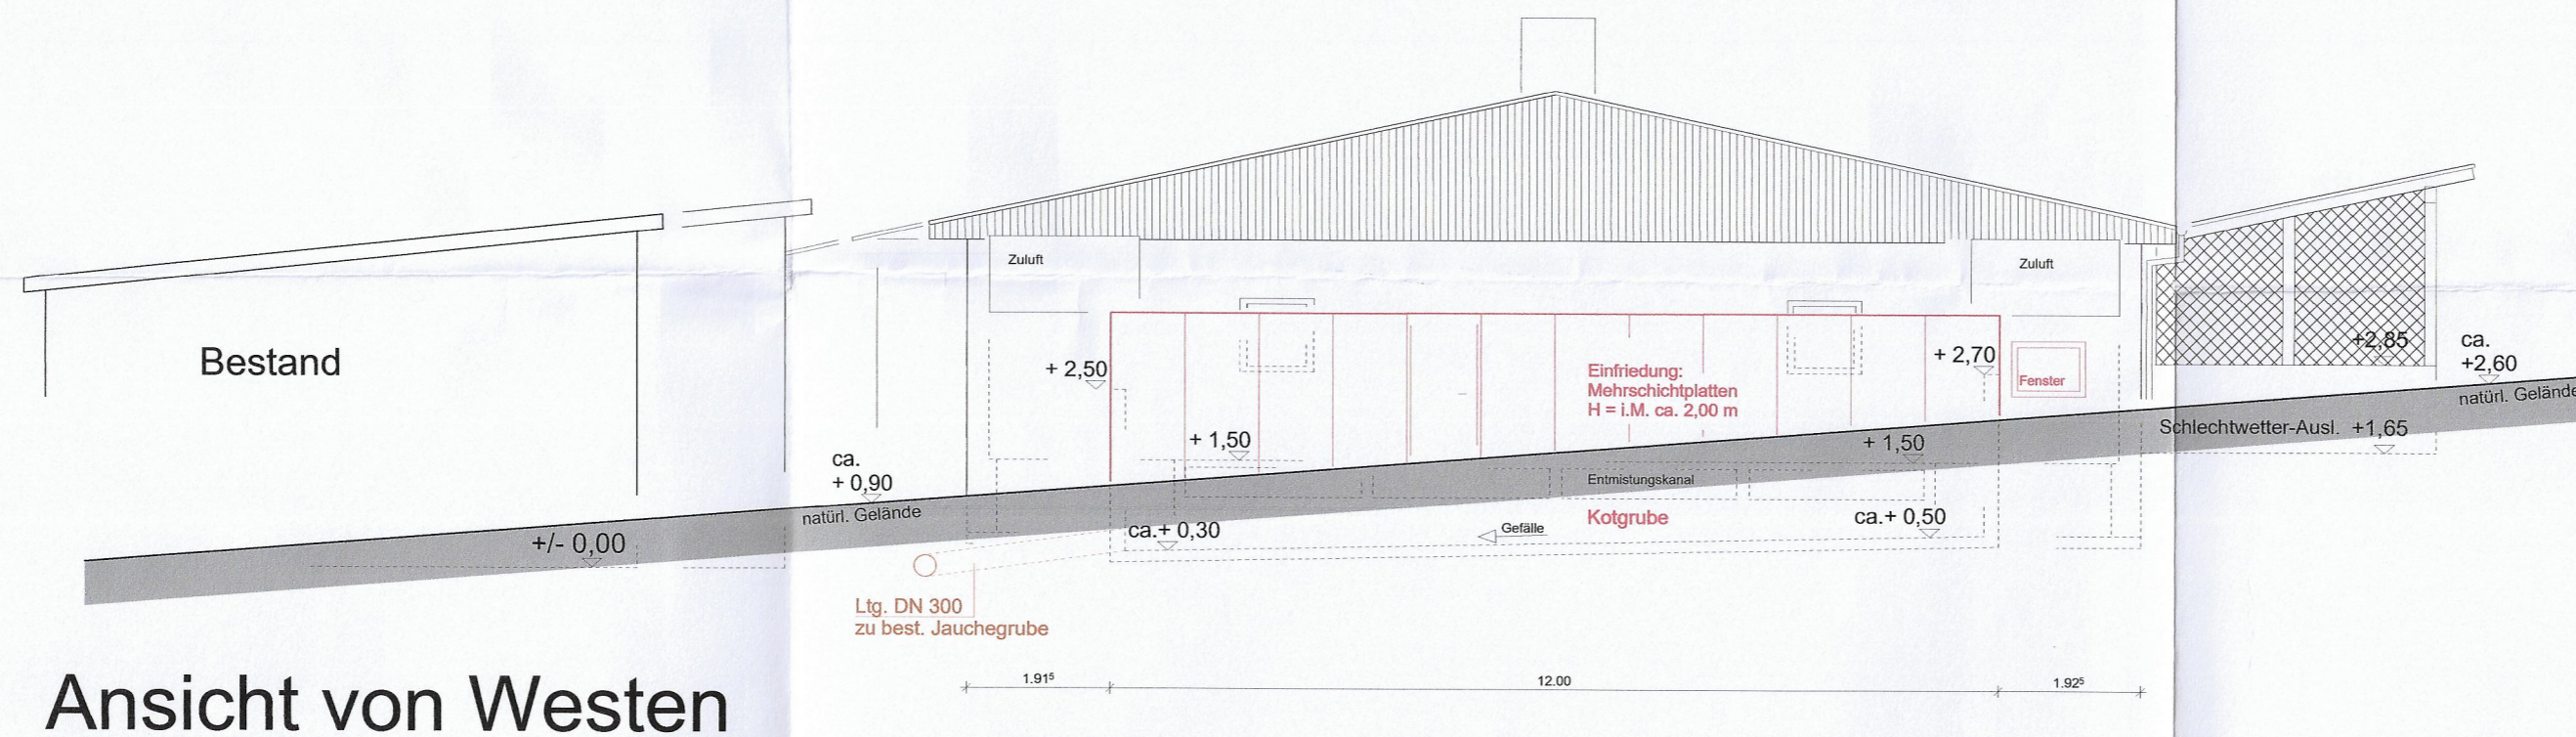 Zuluft
Zuluft
Bestand
+ 2,50
Einfriedung:
Mehrschichtplatten
H = i.M. ca. 2,00 m
+ 2,70
Fenster
+2,85
ca.
+2,60
natürl. Gelände
+ 1,50
+ 1,50
Schlechtwetter-Ausl. +1,65
ca.
+ 0,90
natürl. Gelände
Entmistungskanal
Kotgrube
+/- 0,00
ca.+ 0,30
Gefälle
ca.+ 0,50
Ltg. DN 300
zu best. Jauchegrube
1.91⁵
12.00
1.92⁵
Ansicht von Westen